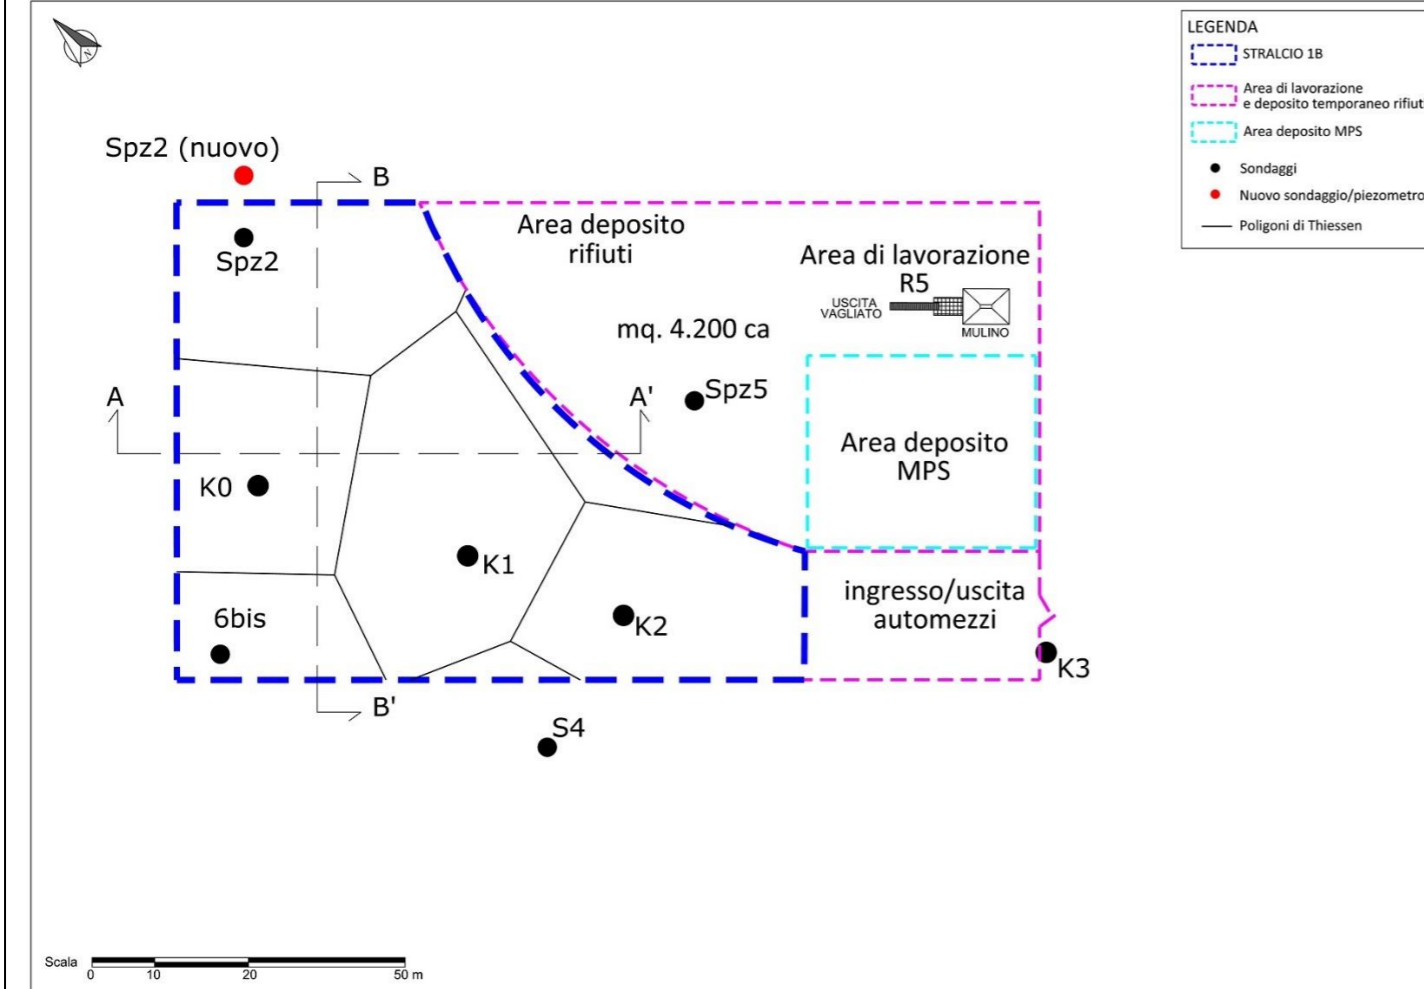 N
LEGENDA
STRALCIO 1B
Area di lavorazione
e deposito temporaneo rifiuti
Area deposito MPS
Sondaggi
Nuovo sondaggio/piezometro
Poligoni di Thiessen
Spz2 (nuovo)
B
Spz2
Area deposito
rifiuti
Area di lavorazione
R5
USCITA
VAGLIATO
MULINO
mq. 4.200 ca
A
A'
Spz5
Area deposito
MPS
K0
K1
ingresso/uscita
automezzi
6bis
K2
K3
B'
S4
Scala
0 10 20 50 m